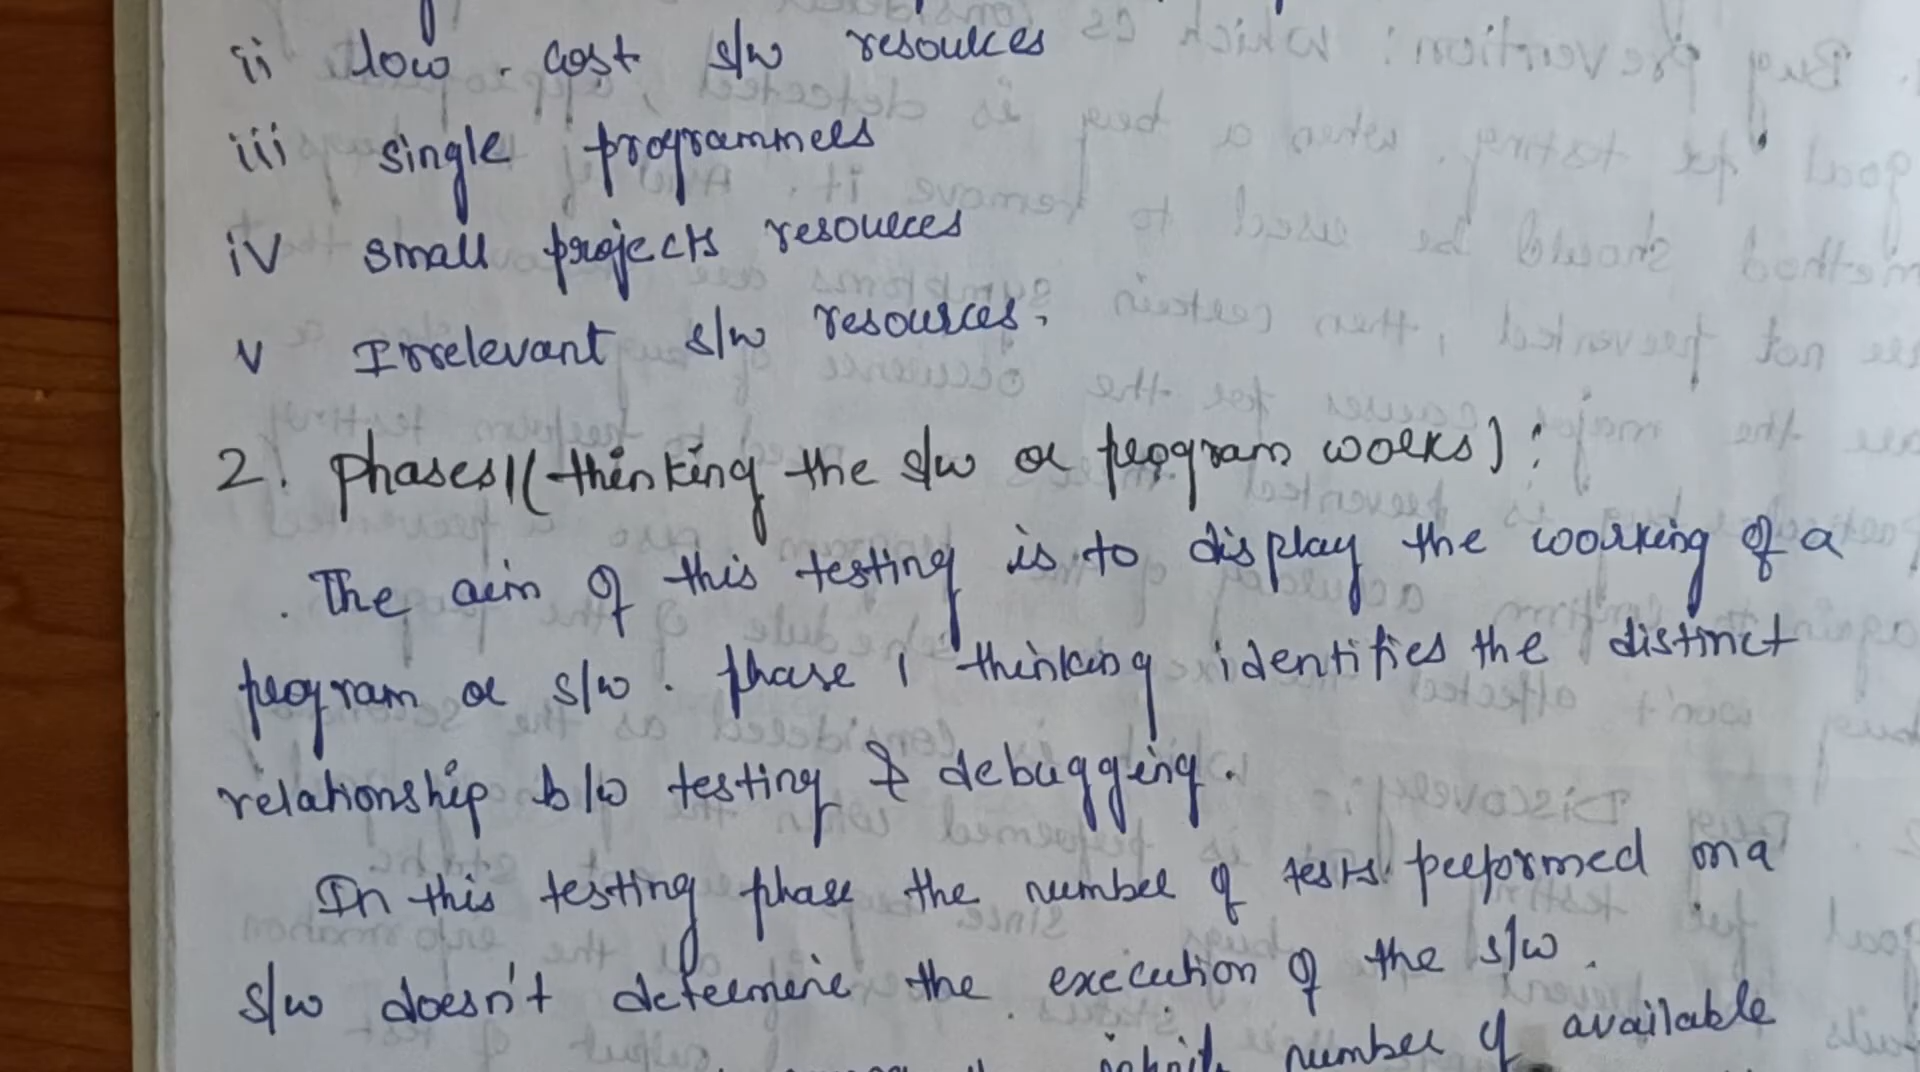 ii low cost s/w resources
iii single programmers
iv small projects resources
v Irrelevant s/w resources.
2. phases 1 (thinking the s/w or program works):
The aim of this testing is to display the working of a
program or s/w. phase 1 thinking identifies the distinct
relationship b/w testing & debugging.
In this testing phase the number of tests performed on a
s/w doesn't determine the execution of the s/w.
number of available